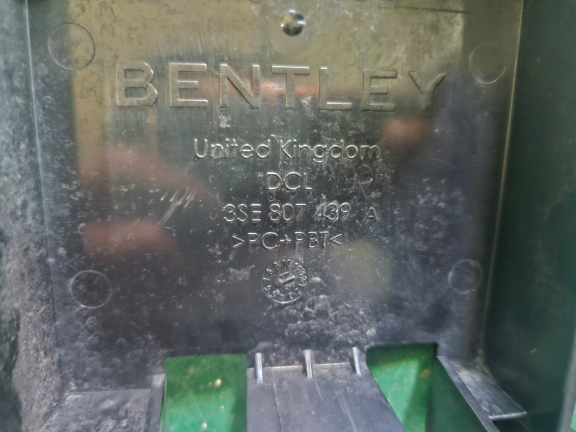 BENTLEY
United Kingdom
DCL
3SE 807 439 A
>PC+PBT<